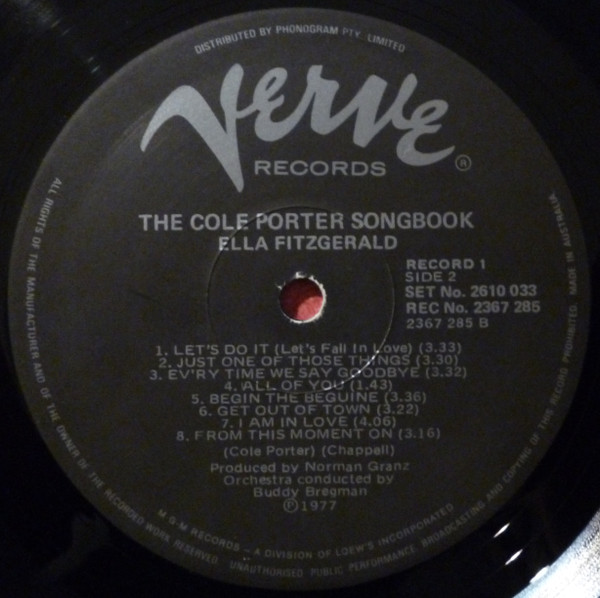 DISTRIBUTED BY PHONOGRAM PTY. LIMITED
Verve
RECORDS ®
THE COLE PORTER SONGBOOK
ELLA FITZGERALD
RECORD 1
SIDE 2
SET No. 2610 033
REC No. 2367 285
2367 285 B
1. LET'S DO IT (Let's Fall In Love) (3.33)
2. JUST ONE OF THOSE THINGS (3.30)
3. EV'RY TIME WE SAY GOODBYE (3.32)
4. ALL OF YOU (1.43)
5. BEGIN THE BEGUINE (3.36)
6. GET OUT OF TOWN (3.22)
7. I AM IN LOVE (4.06)
8. FROM THIS MOMENT ON (3.16)
(Cole Porter) (Chappell)
Produced by Norman Granz
Orchestra conducted by
Buddy Bregman
℗1977
M-G-M RECORDS – A DIVISION OF LOEW'S INCORPORATED
ALL RIGHTS OF THE MANUFACTURER AND OF THE OWNER OF THE RECORDED WORK RESERVED. UNAUTHORISED PUBLIC PERFORMANCE, BROADCASTING AND COPYING OF THIS RECORD PROHIBITED. MADE IN AUSTRALIA.